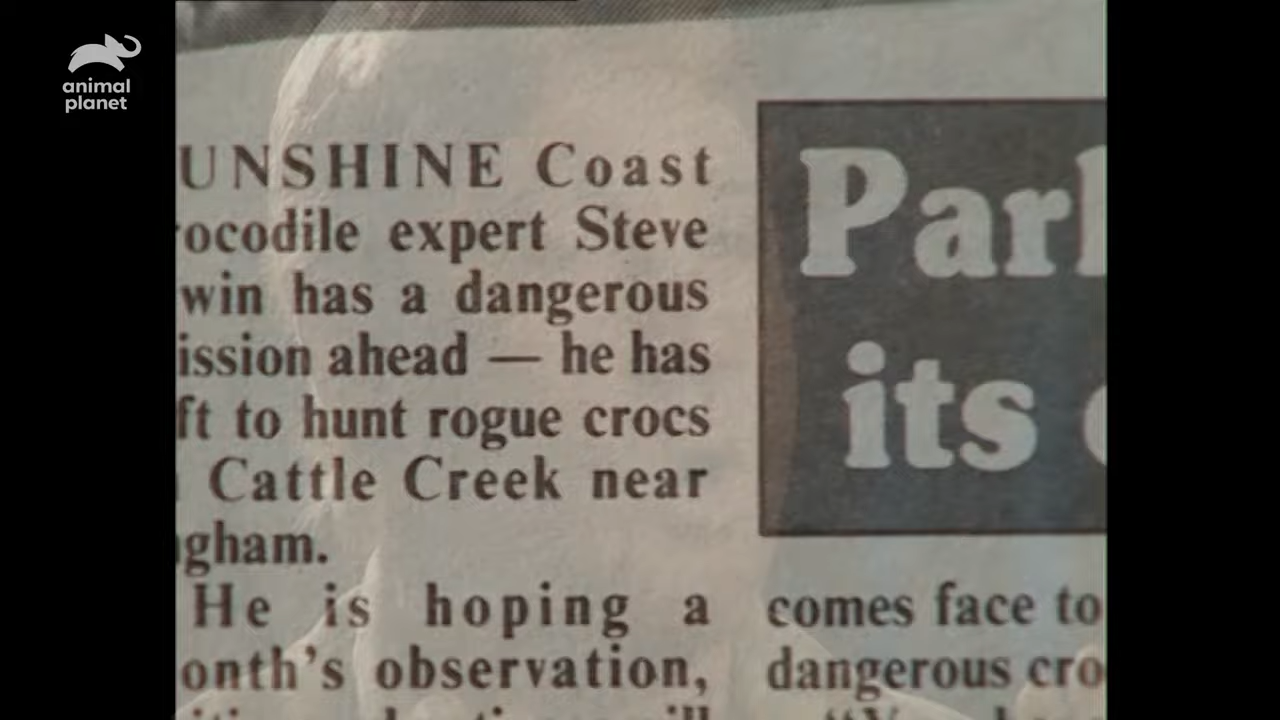 animal
planet
UNSHINE Coast
rocodile expert Steve
win has a dangerous
ission ahead — he has
ft to hunt rogue crocs
Cattle Creek near
gham.
He is hoping a
onth's observation,
Par
its
comes face to
dangerous cro